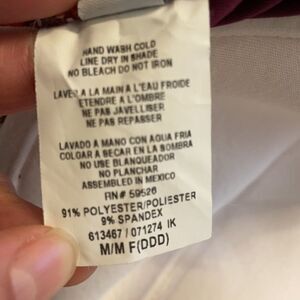 HAND WASH COLD
LINE DRY IN SHADE
NO BLEACH DO NOT IRON
LAVER A LA MAIN A L'EAU FROIDE
ETENDRE A L'OMBRE
NE PAS JAVELLISER
NE PAS REPASSER
LAVADO A MANO CON AGUA FRIA
COLGAR A SECAR EN LA SOMBRA
NO USE BLANQUEADOR
NO PLANCHAR
ASSEMBLED IN MEXICO
RN# 59526
91% POLYESTER/POLIESTER
9% SPANDEX
613467 / 071274 IK
M/M F(DDD)